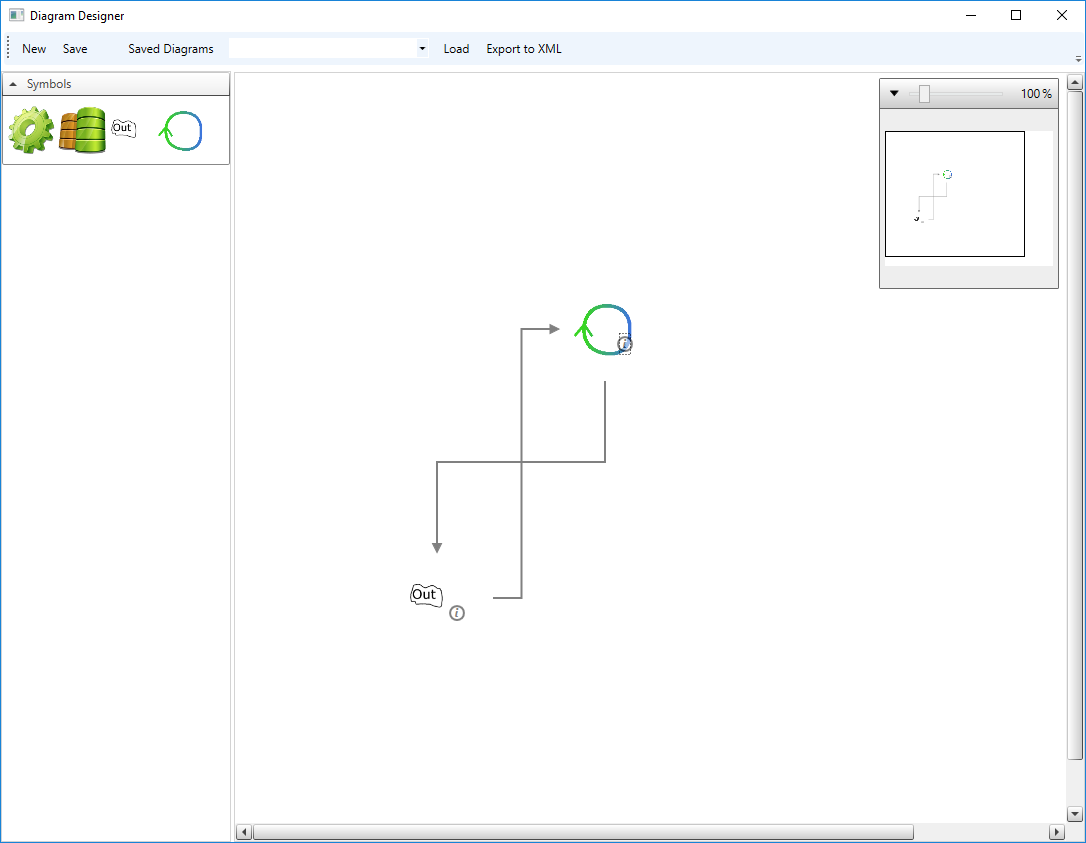 Diagram Designer
New Save Saved Diagrams Load Export to XML
Symbols
Out
100 %
i
Out
i